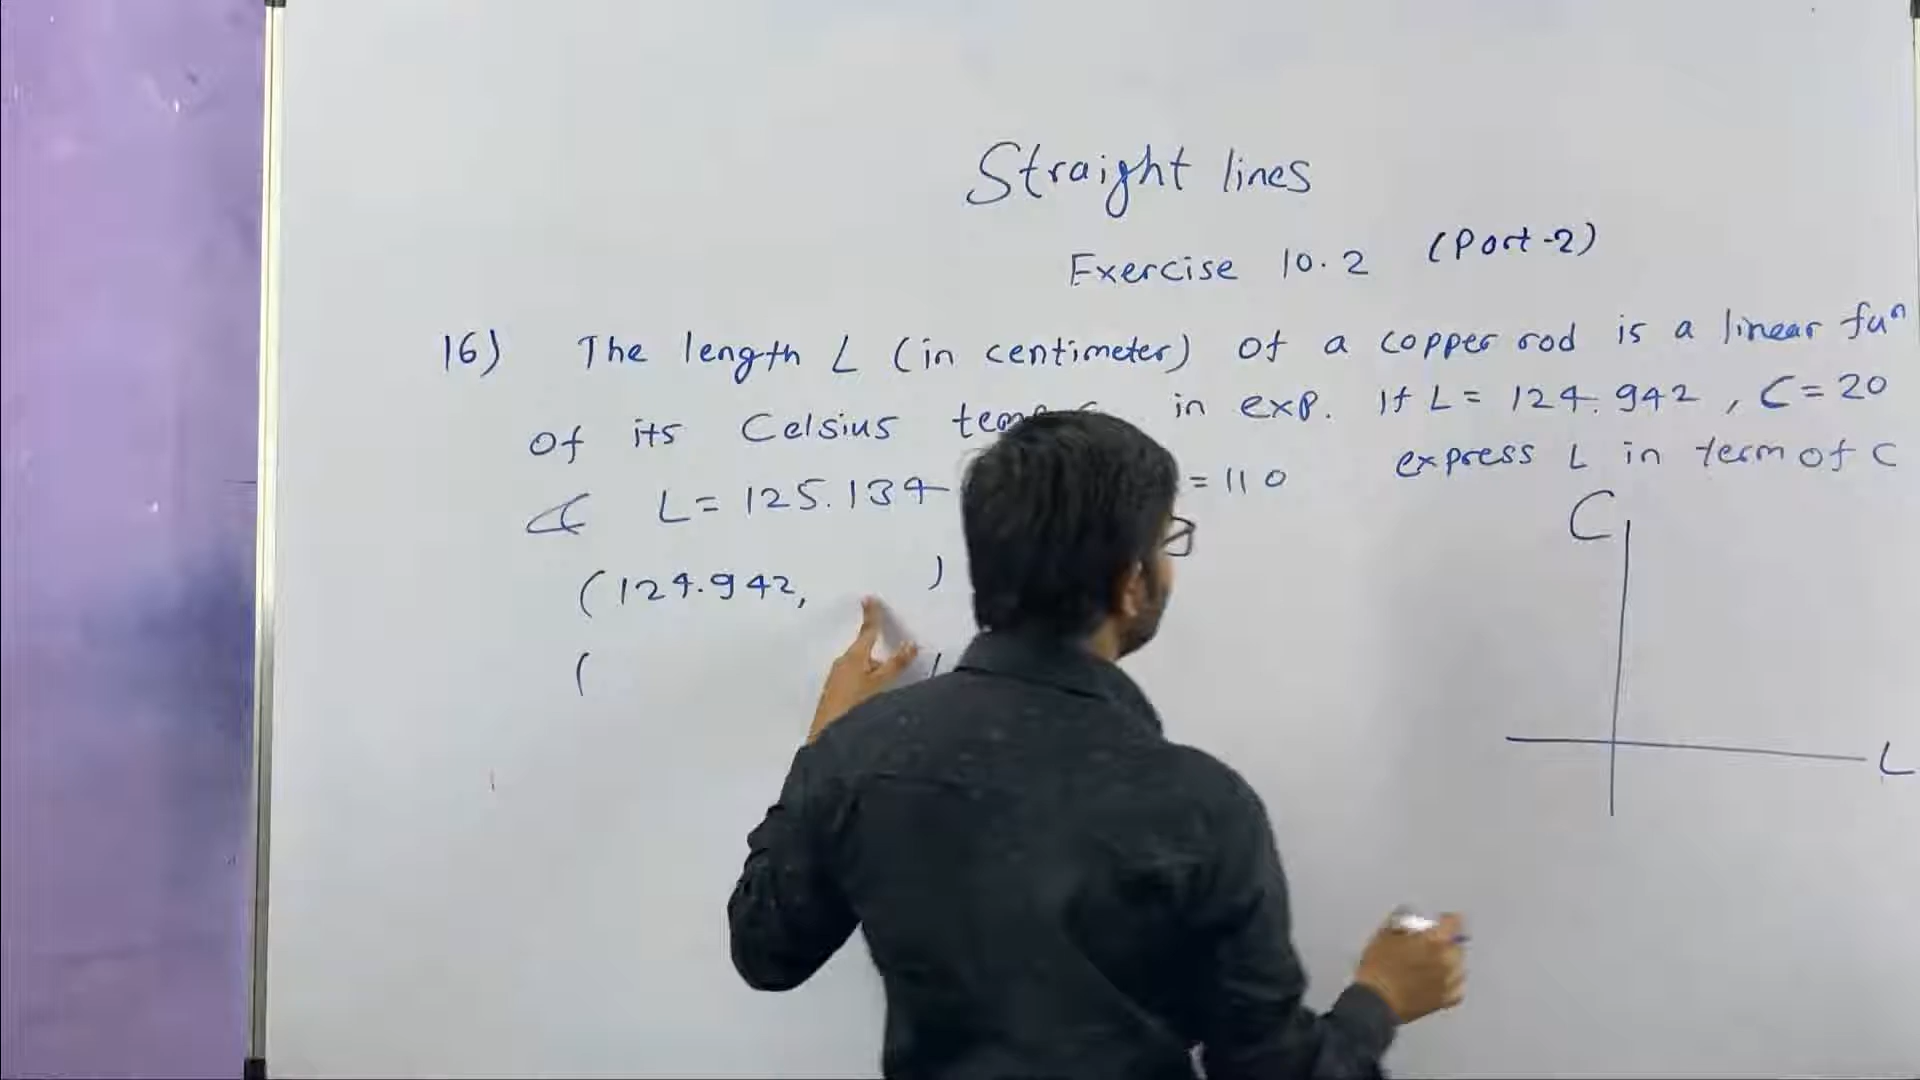 Straight lines
Exercise 10.2 (Part-2)
16) The length L (in centimeter) of a copper rod is a linear fuⁿ
of its Celsius in exp. If L = 124.942, C = 20
L = 125.134 = 110 express L in term of C
C
(124.942, )
(
L